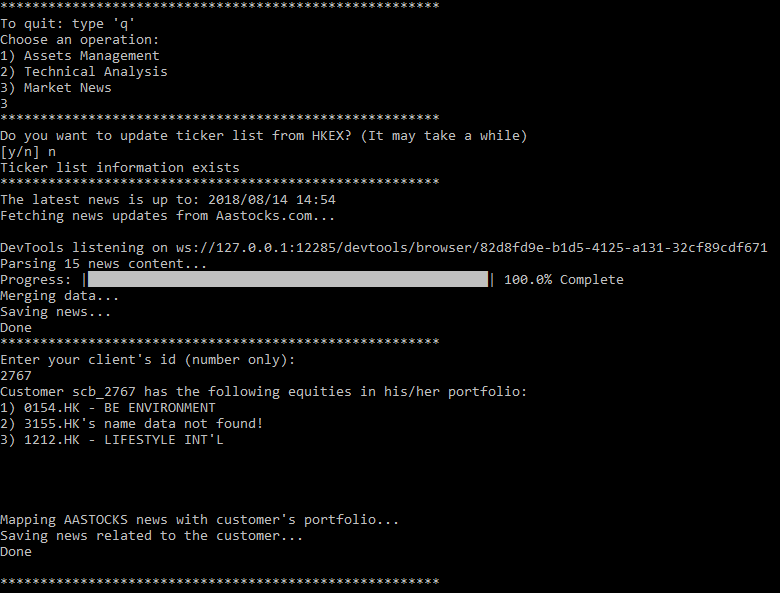 *******************************************************
To quit: type 'q'
Choose an operation:
1) Assets Management
2) Technical Analysis
3) Market News
3
*******************************************************
Do you want to update ticker list from HKEX? (It may take a while)
[y/n] n
Ticker list information exists
*******************************************************
The latest news is up to: 2018/08/14 14:54
Fetching news updates from Aastocks.com...
DevTools listening on ws://127.0.0.1:12285/devtools/browser/82d8fd9e-b1d5-4125-a131-32cf89cdf671
Parsing 15 news content...
Progress: |██████████████████████████████████████████████████| 100.0% Complete
Merging data...
Saving news...
Done
*******************************************************
Enter your client's id (number only):
2767
Customer scb_2767 has the following equities in his/her portfolio:
1) 0154.HK - BE ENVIRONMENT
2) 3155.HK's name data not found!
3) 1212.HK - LIFESTYLE INT'L
Mapping AASTOCKS news with customer's portfolio...
Saving news related to the customer...
Done
*******************************************************